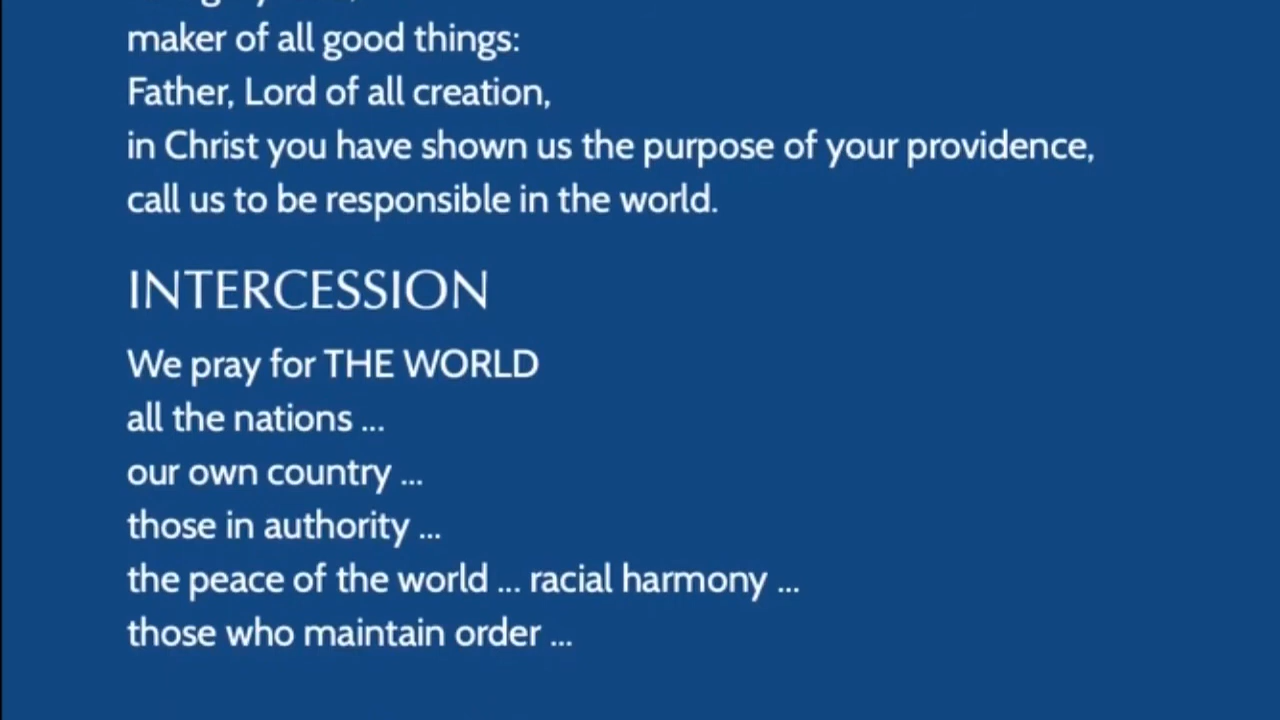 maker of all good things:
Father, Lord of all creation,
in Christ you have shown us the purpose of your providence,
call us to be responsible in the world.
INTERCESSION
We pray for THE WORLD
all the nations ...
our own country ...
those in authority ...
the peace of the world ... racial harmony ...
those who maintain order ...